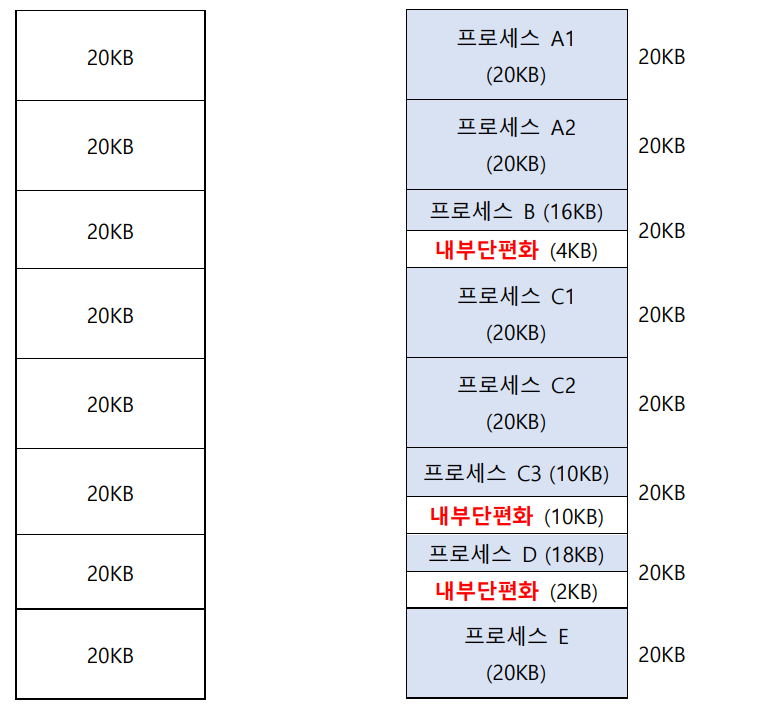 20KB
20KB
20KB
20KB
20KB
20KB
20KB
20KB
프로세스 A1
(20KB)
20KB
프로세스 A2
(20KB)
20KB
프로세스 B (16KB)
내부단편화 (4KB)
20KB
프로세스 C1
(20KB)
20KB
프로세스 C2
(20KB)
20KB
프로세스 C3 (10KB)
내부단편화 (10KB)
20KB
프로세스 D (18KB)
내부단편화 (2KB)
20KB
프로세스 E
(20KB)
20KB